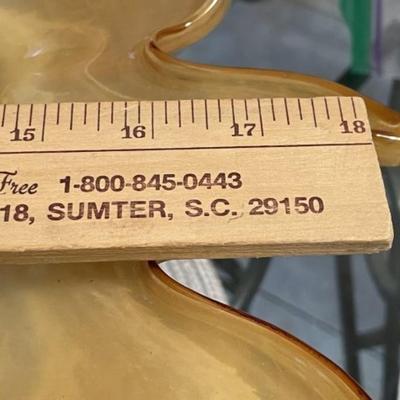 15 16 17 18
Free 1-800-845-0443
18, SUMTER, S.C. 29150